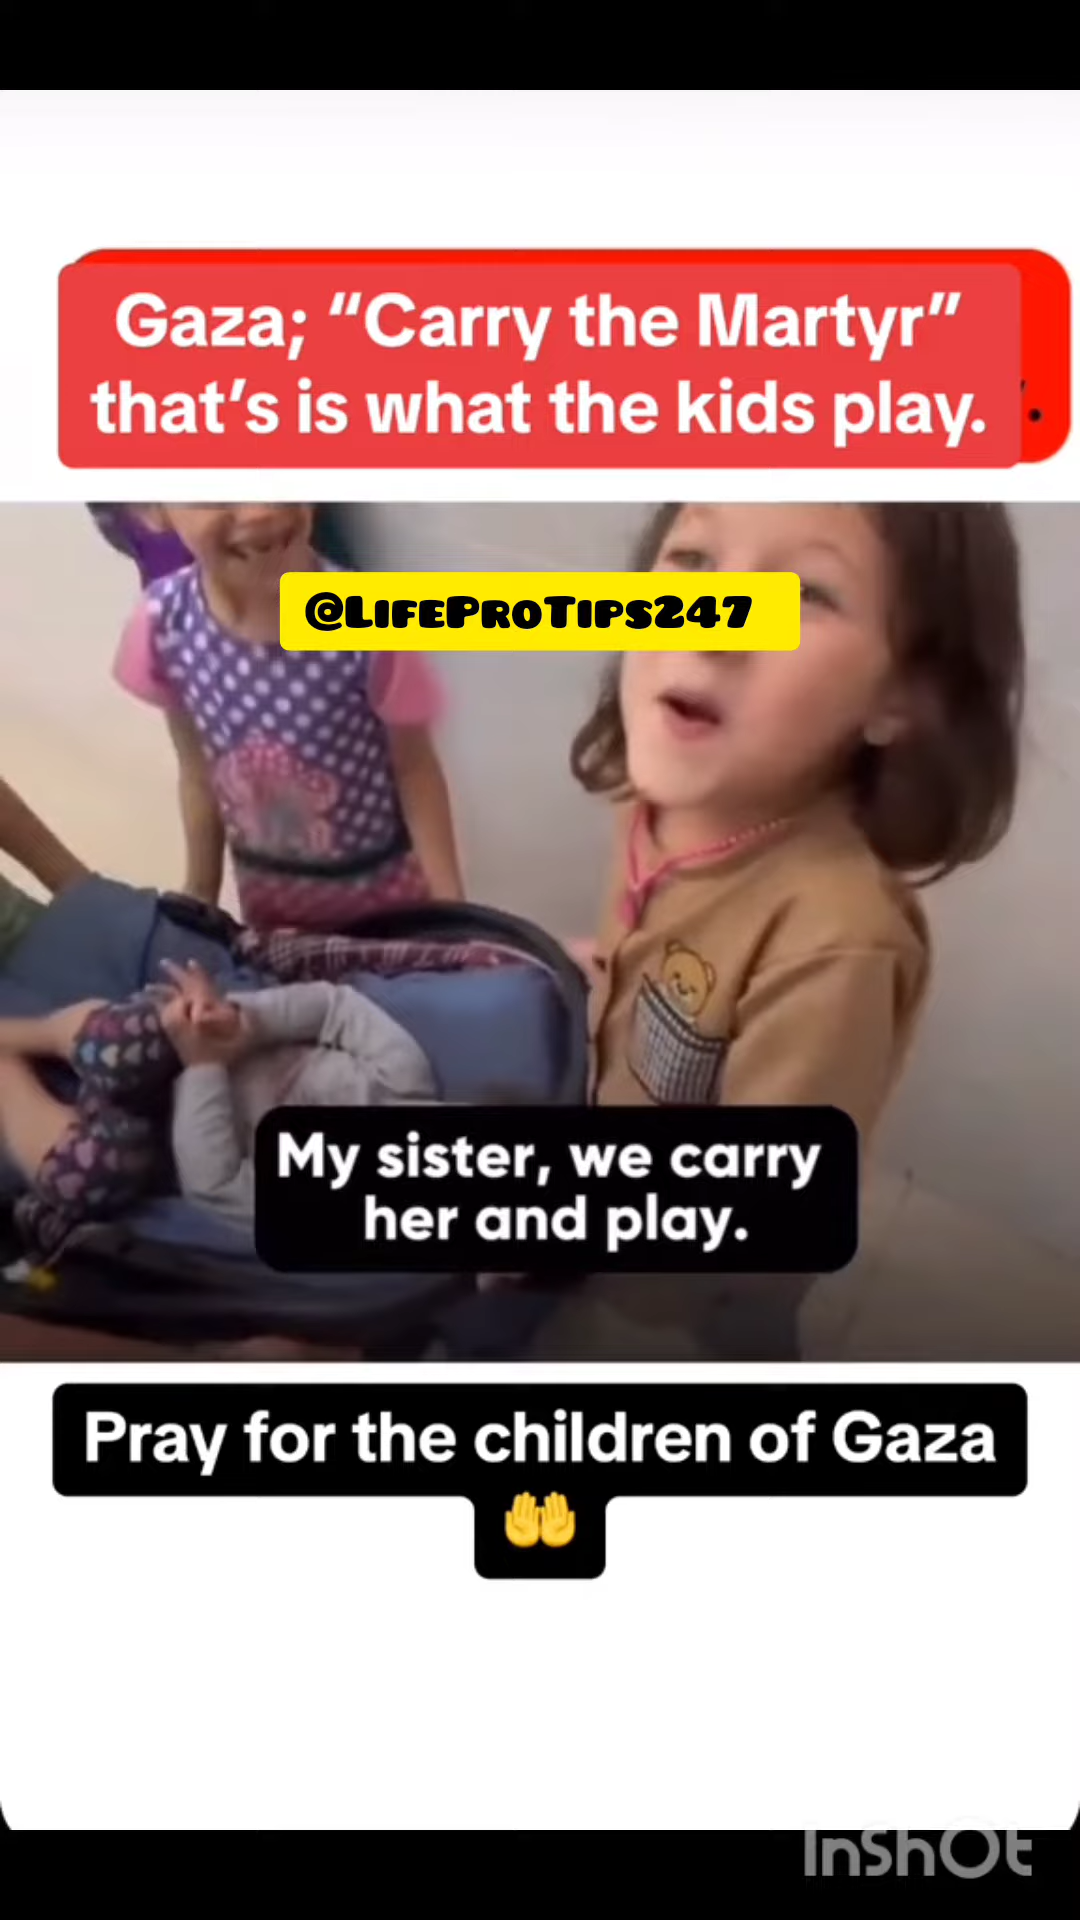 Gaza; “Carry the Martyr”
that’s is what the kids play.
@LifeProTips247
My sister, we carry
her and play.
Pray for the children of Gaza
🤲
InShOt